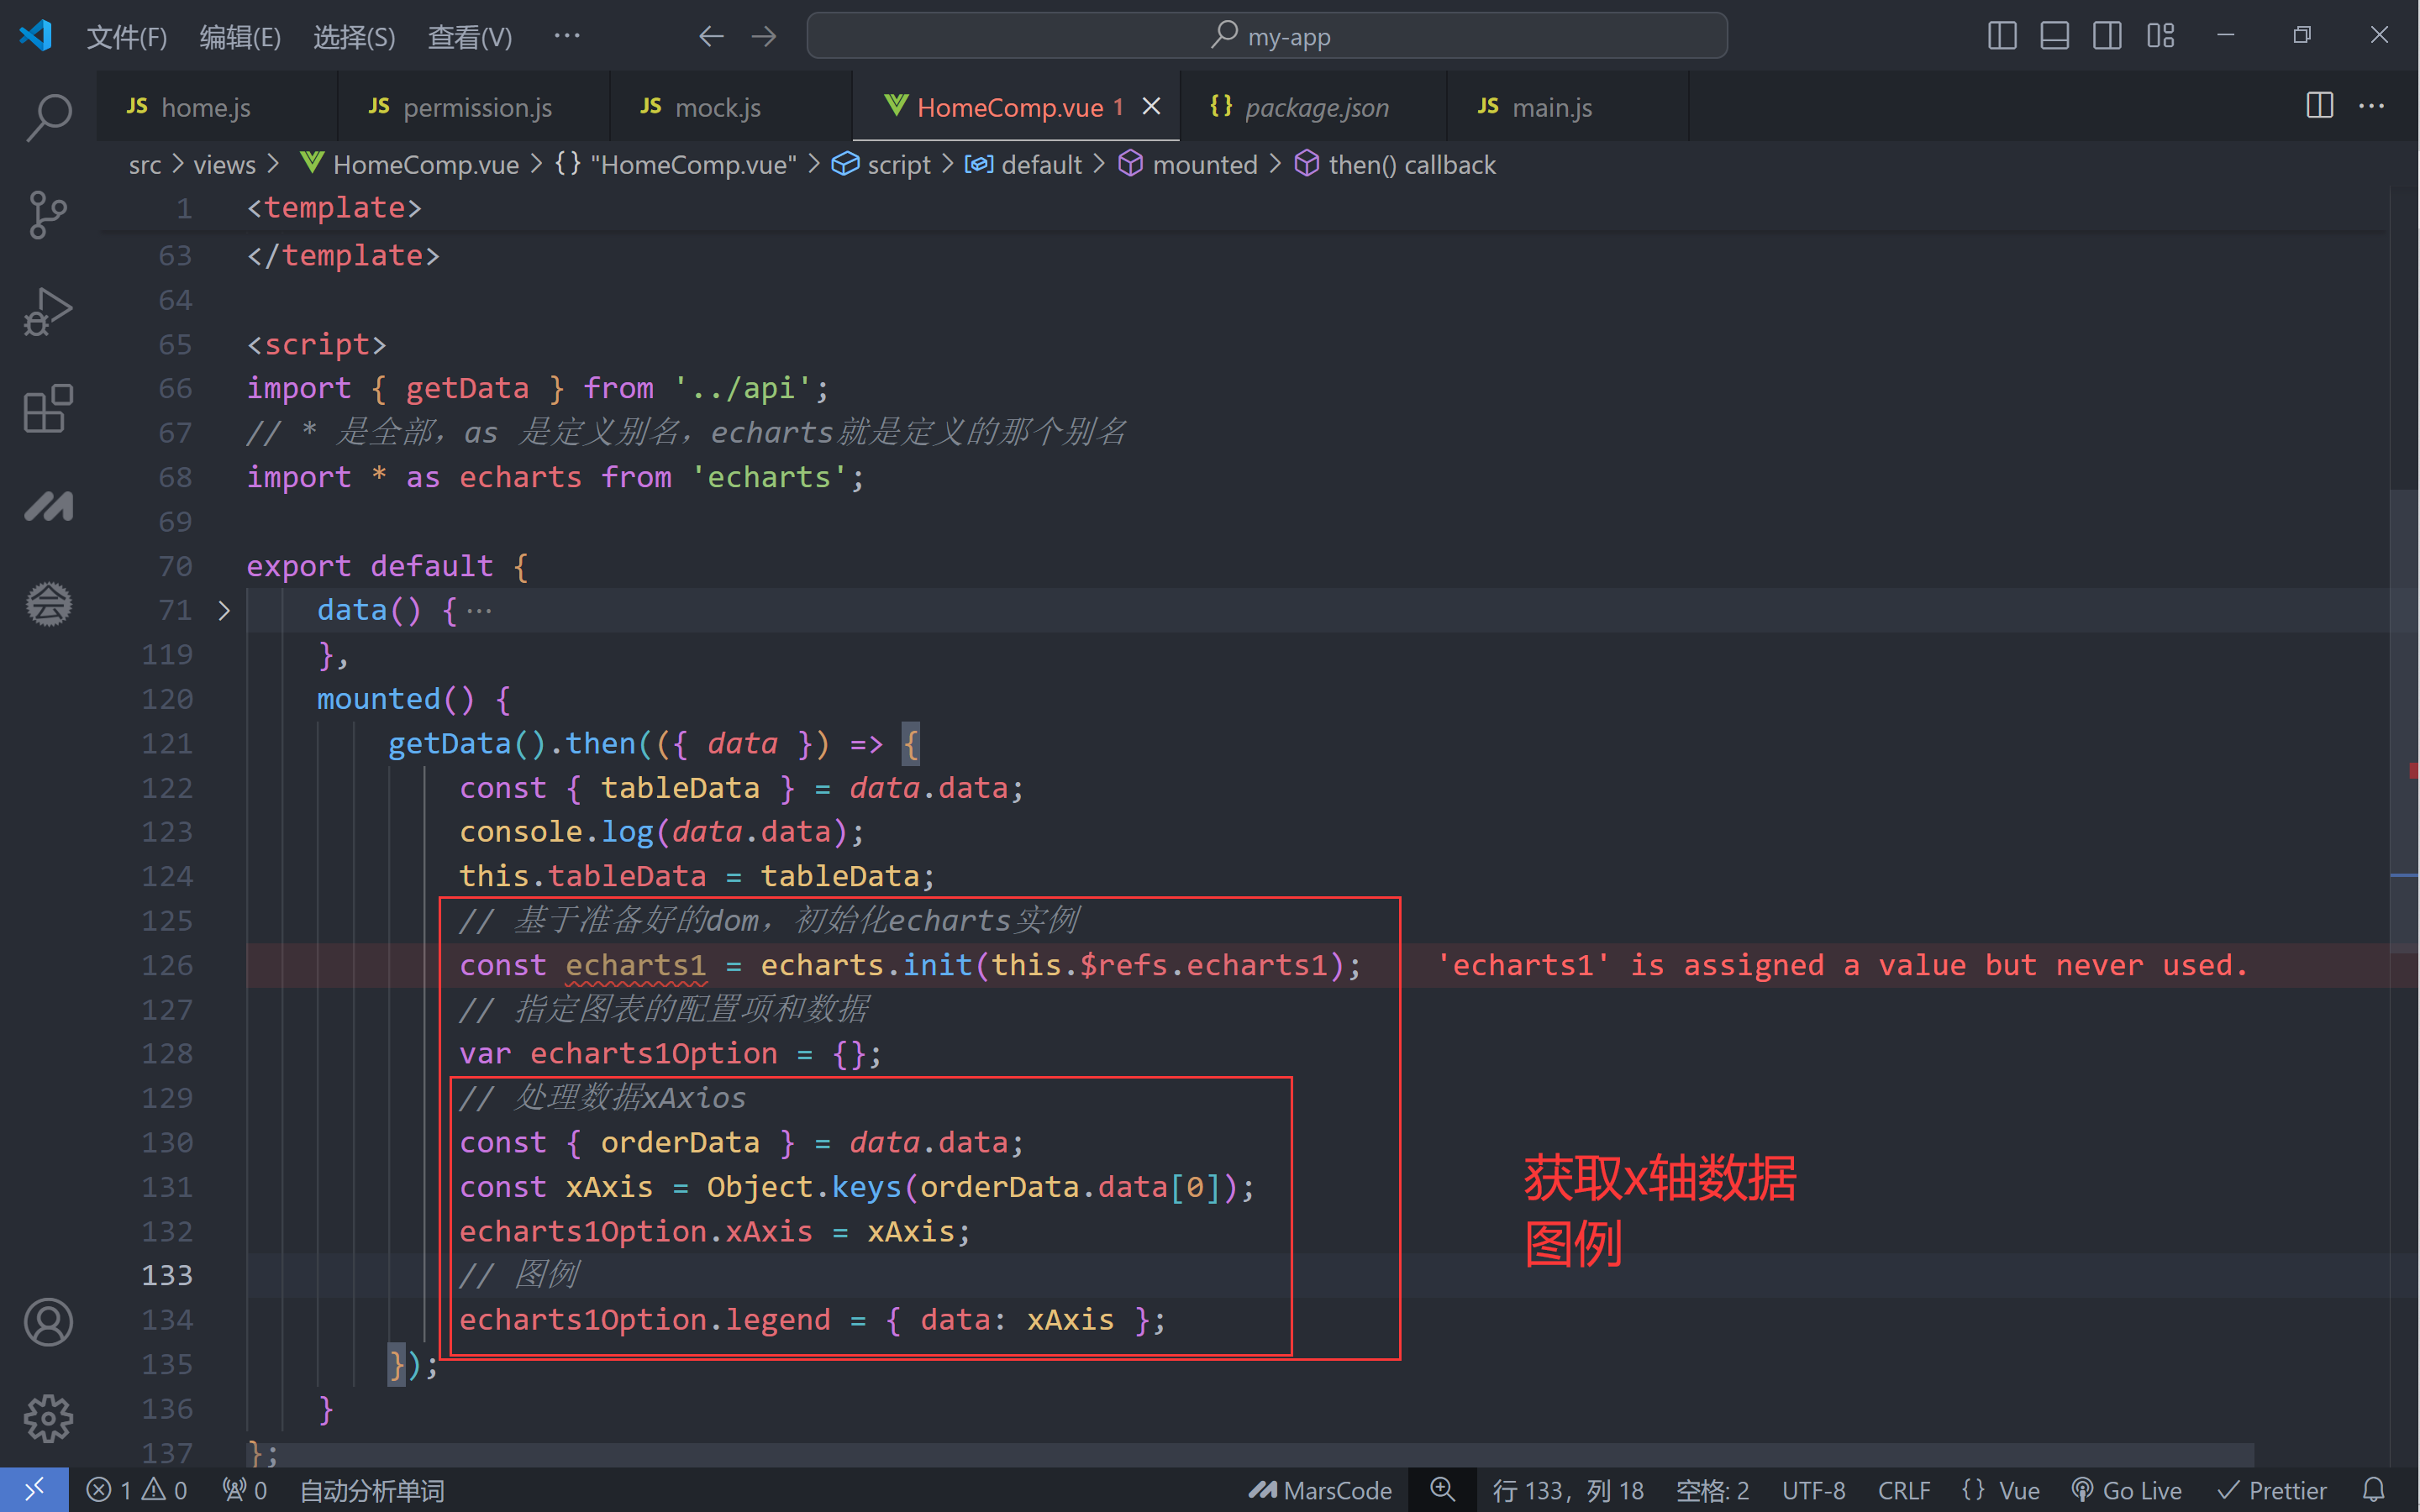 文件(F) 编辑(E) 选择(S) 查看(V) ··· my-app
JS home.js JS permission.js JS mock.js HomeComp.vue 1 {} package.json JS main.js ···
src > views > HomeComp.vue > {} "HomeComp.vue" > script > default > mounted > then() callback
1 <template>
63 </template>
64
65 <script>
66 import { getData } from '../api';
67 // * 是全部，as 是定义别名，echarts就是定义的那个别名
68 import * as echarts from 'echarts';
69
70 export default {
71 data() { ···
119 },
120 mounted() {
121 getData().then(({ data }) => {
122 const { tableData } = data.data;
123 console.log(data.data);
124 this.tableData = tableData;
125 // 基于准备好的dom，初始化echarts实例
126 const echarts1 = echarts.init(this.$refs.echarts1); 'echarts1' is assigned a value but never used.
127 // 指定图表的配置项和数据
128 var echarts1Option = {};
129 // 处理数据xAxios
130 const { orderData } = data.data;
131 const xAxis = Object.keys(orderData.data[0]);
132 echarts1Option.xAxis = xAxis;
133 // 图例
134 echarts1Option.legend = { data: xAxis };
135 });
136 }
137 };
获取x轴数据
图例
会
1 0 0 自动分析单词 MarsCode 行 133，列 18 空格: 2 UTF-8 CRLF {} Vue Go Live Prettier